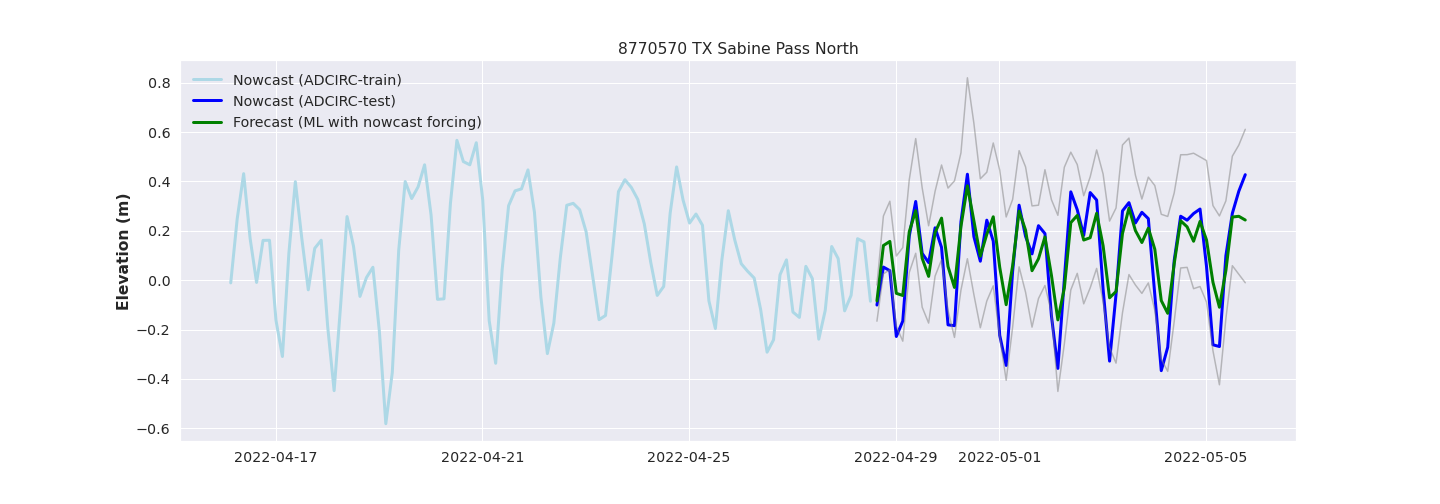 8770570 TX Sabine Pass North
Nowcast (ADCIRC-train)
Nowcast (ADCIRC-test)
Forecast (ML with nowcast forcing)
Elevation (m)
0.8
0.6
0.4
0.2
0.0
−0.2
−0.4
−0.6
2022-04-17 2022-04-21 2022-04-25 2022-04-29 2022-05-01 2022-05-05